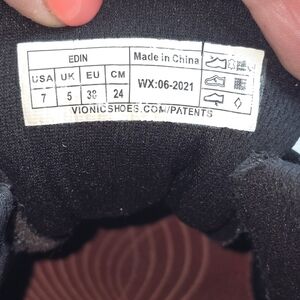 EDIN
Made in China
USA UK EU CM
7 5 38 24
WX:06-2021
VIONICSHOES.COM/PATENTS